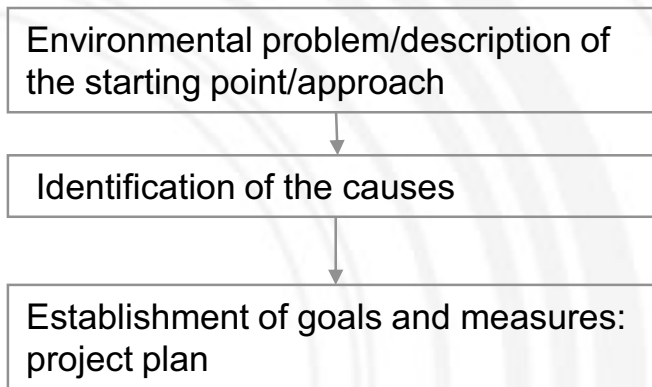 Environmental problem/description of
the starting point/approach
Identification of the causes
Establishment of goals and measures:
project plan